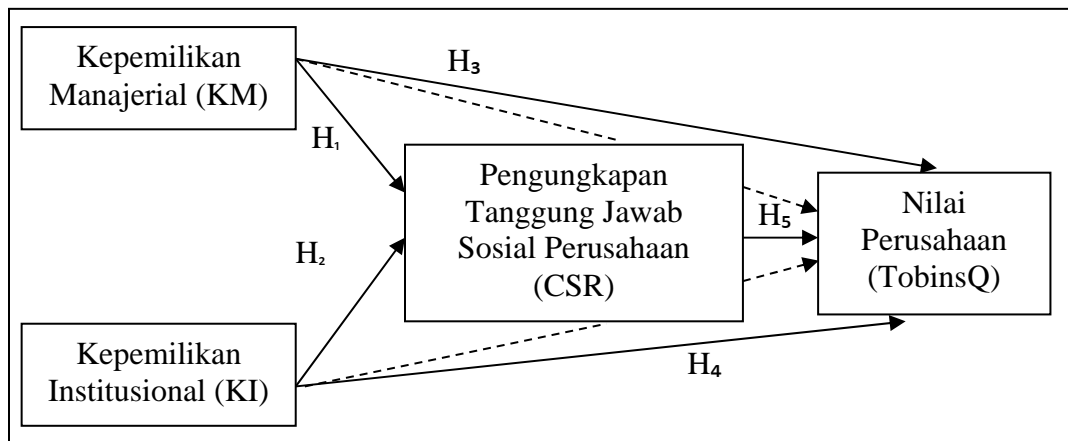 Kepemilikan
Manajerial (KM)
H₃
H₁
Pengungkapan
Tanggung Jawab
Sosial Perusahaan
(CSR)
H₅
Nilai
Perusahaan
(TobinsQ)
H₂
Kepemilikan
Institusional (KI)
H₄